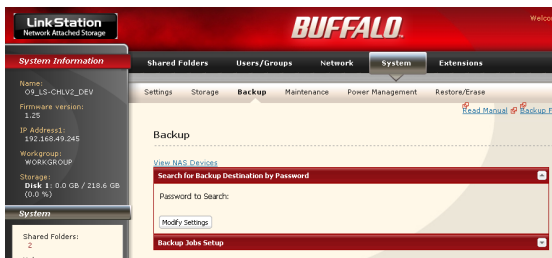 LinkStation
Network Attached Storage
BUFFALO
System Information
Shared Folders Users/Groups Network System Extensions
Name:
09_LS-CHLV2_DEV
Settings Storage Backup Maintenance Power Management Restore/Erase
Firmware version:
1.25
Read Manual Backup
IP Address1:
192.168.49.245
Backup
Workgroup:
WORKGROUP
View NAS Devices
Storage:
Disk 1: 0.0 GB / 218.6 GB
(0.0 %)
Search for Backup Destination by Password
Password to Search:
System
Modify Settings
Shared Folders:
2
Backup Jobs Setup